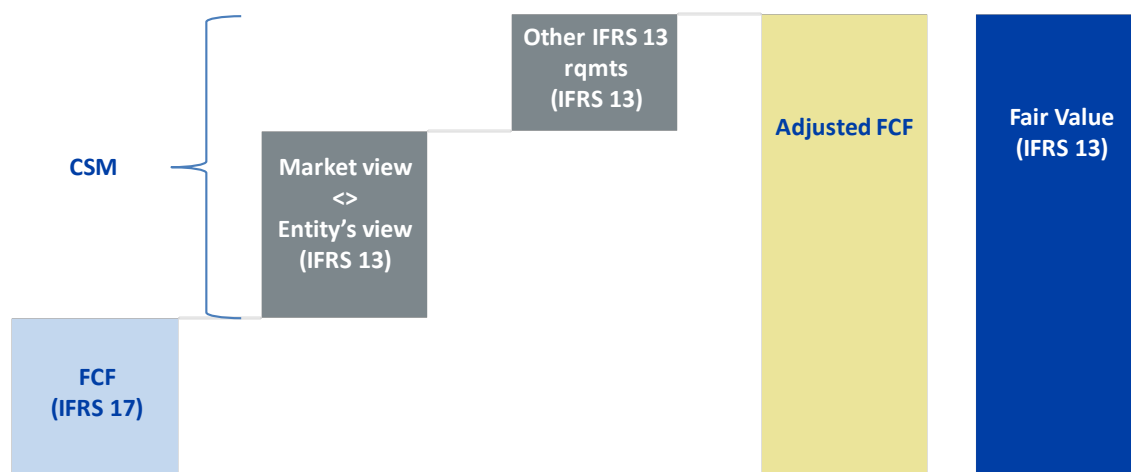 Other IFRS 13
rqmts
(IFRS 13)
Adjusted FCF
Fair Value
(IFRS 13)
CSM
Market view
<>
Entity's view
(IFRS 13)
FCF
(IFRS 17)